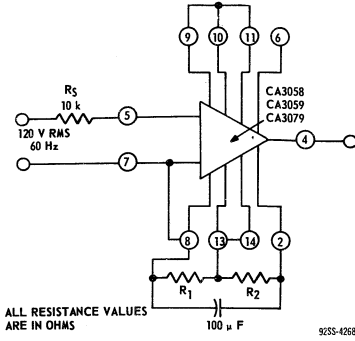 9 10 11 6
RS
10 k
5
CA3058
CA3059
CA3079
120 V RMS
60 Hz
4
7
8 13 14 2
R1 R2
100 μF
ALL RESISTANCE VALUES
ARE IN OHMS
92SS-4268